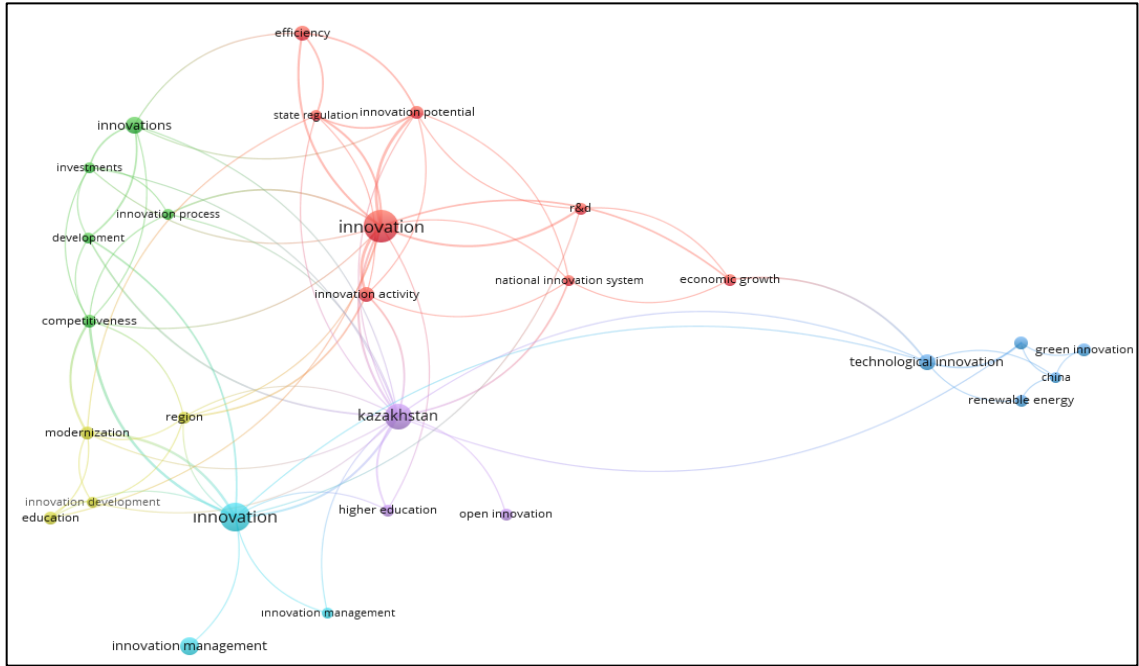 efficiency
state regulation
innovation potential
innovations
investments
innovation process
r&d
innovation
development
national innovation system
economic growth
innovation activity
competitiveness
green innovation
technological innovation
china
renewable energy
region
kazakhstan
modernization
innovation development
education
ınnovatıon
higher education
open innovation
ınnovation management
innovation management